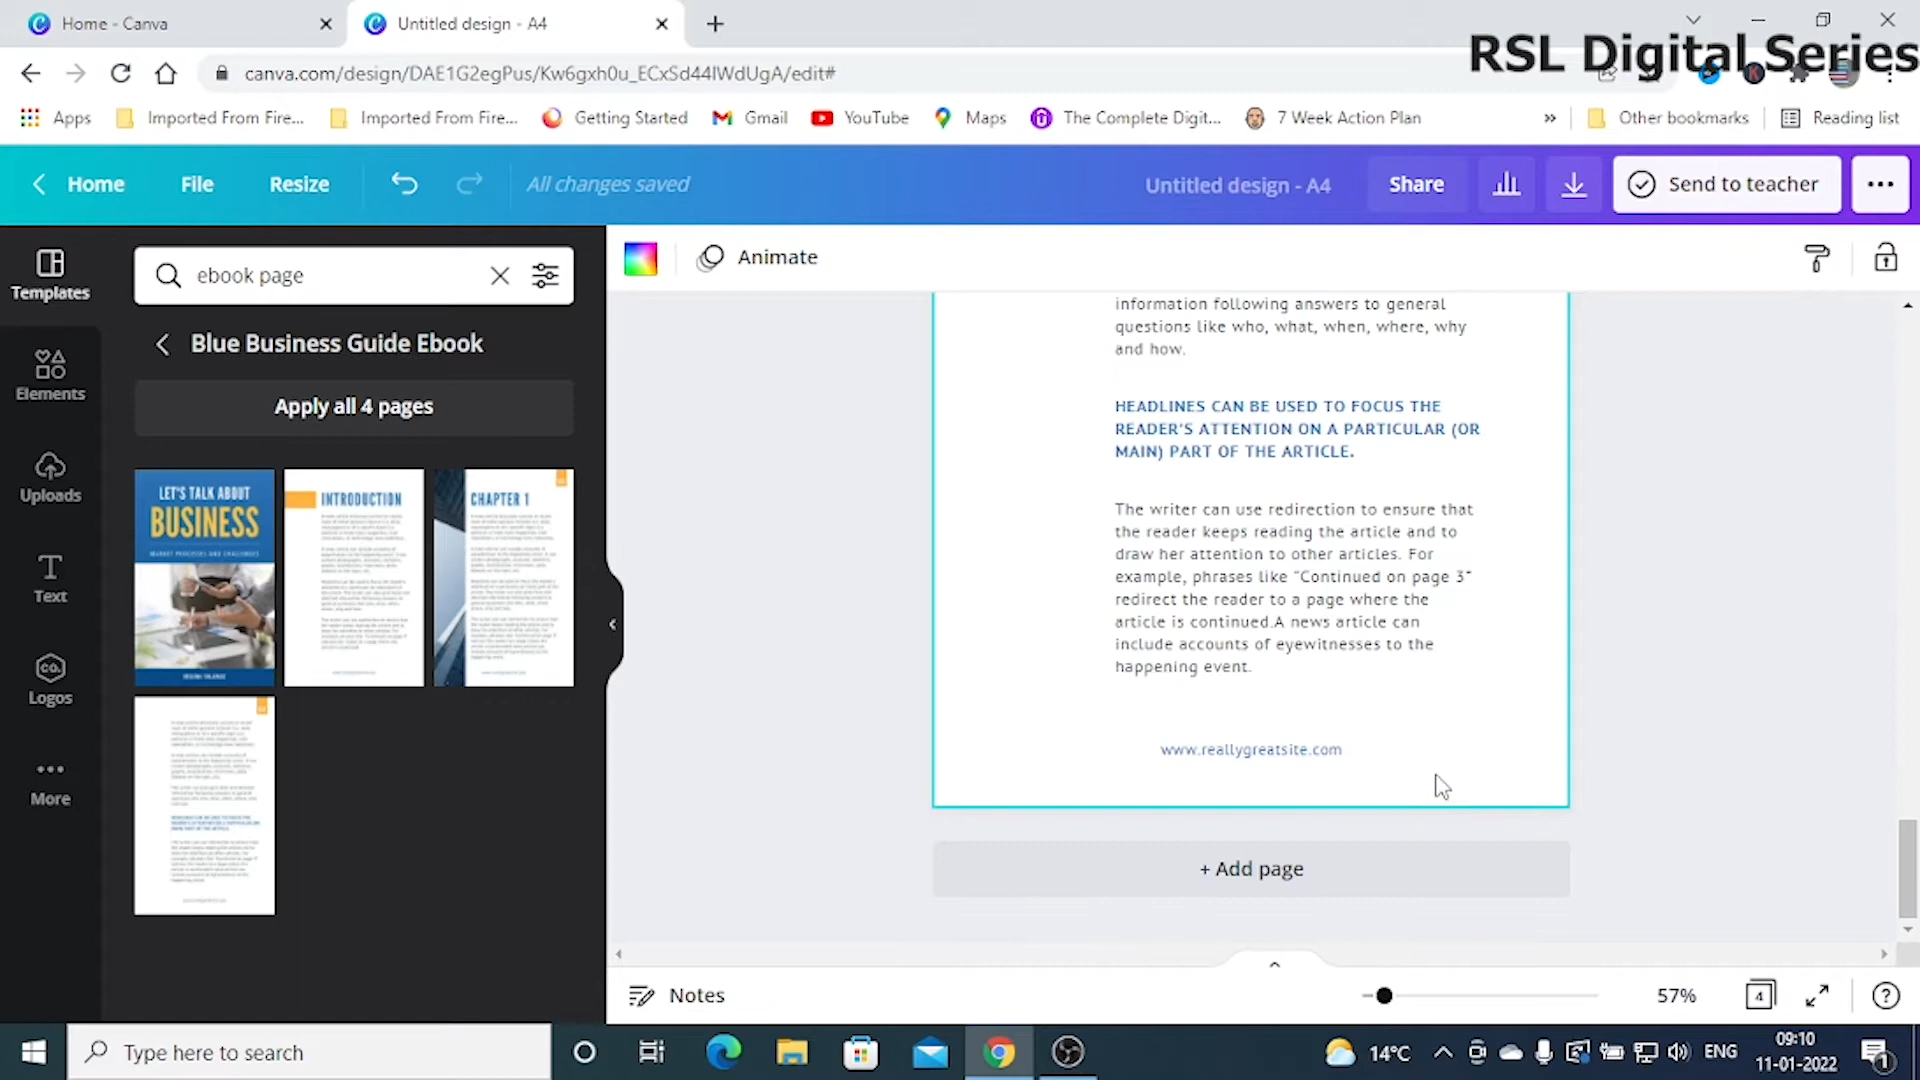 Home - Canva
Untitled design - A4
RSL Digital Series
canva.com/design/DAE1G2egPus/Kw6gxh0u_ECxSd44IWdUgA/edit#
Apps
Imported From Fire...
Imported From Fire...
Getting Started
Gmail
YouTube
Maps
The Complete Digit...
7 Week Action Plan
Other bookmarks
Reading list
Home
File
Resize
All changes saved
Untitled design - A4
Share
Send to teacher
Templates
Elements
Uploads
Text
Logos
More
ebook page
Blue Business Guide Ebook
Apply all 4 pages
LET'S TALK ABOUT
BUSINESS
MARKET PROCESSES AND CHALLENGES
INTRODUCTION
CHAPTER 1
Animate
information following answers to general
questions like who, what, when, where, why
and how.
HEADLINES CAN BE USED TO FOCUS THE
READER'S ATTENTION ON A PARTICULAR (OR
MAIN) PART OF THE ARTICLE.
The writer can use redirection to ensure that
the reader keeps reading the article and to
draw her attention to other articles. For
example, phrases like "Continued on page 3"
redirect the reader to a page where the
article is continued.A news article can
include accounts of eyewitnesses to the
happening event.
www.reallygreatsite.com
+ Add page
Notes
57%
4
Type here to search
14°C
ENG
09:10
11-01-2022
1